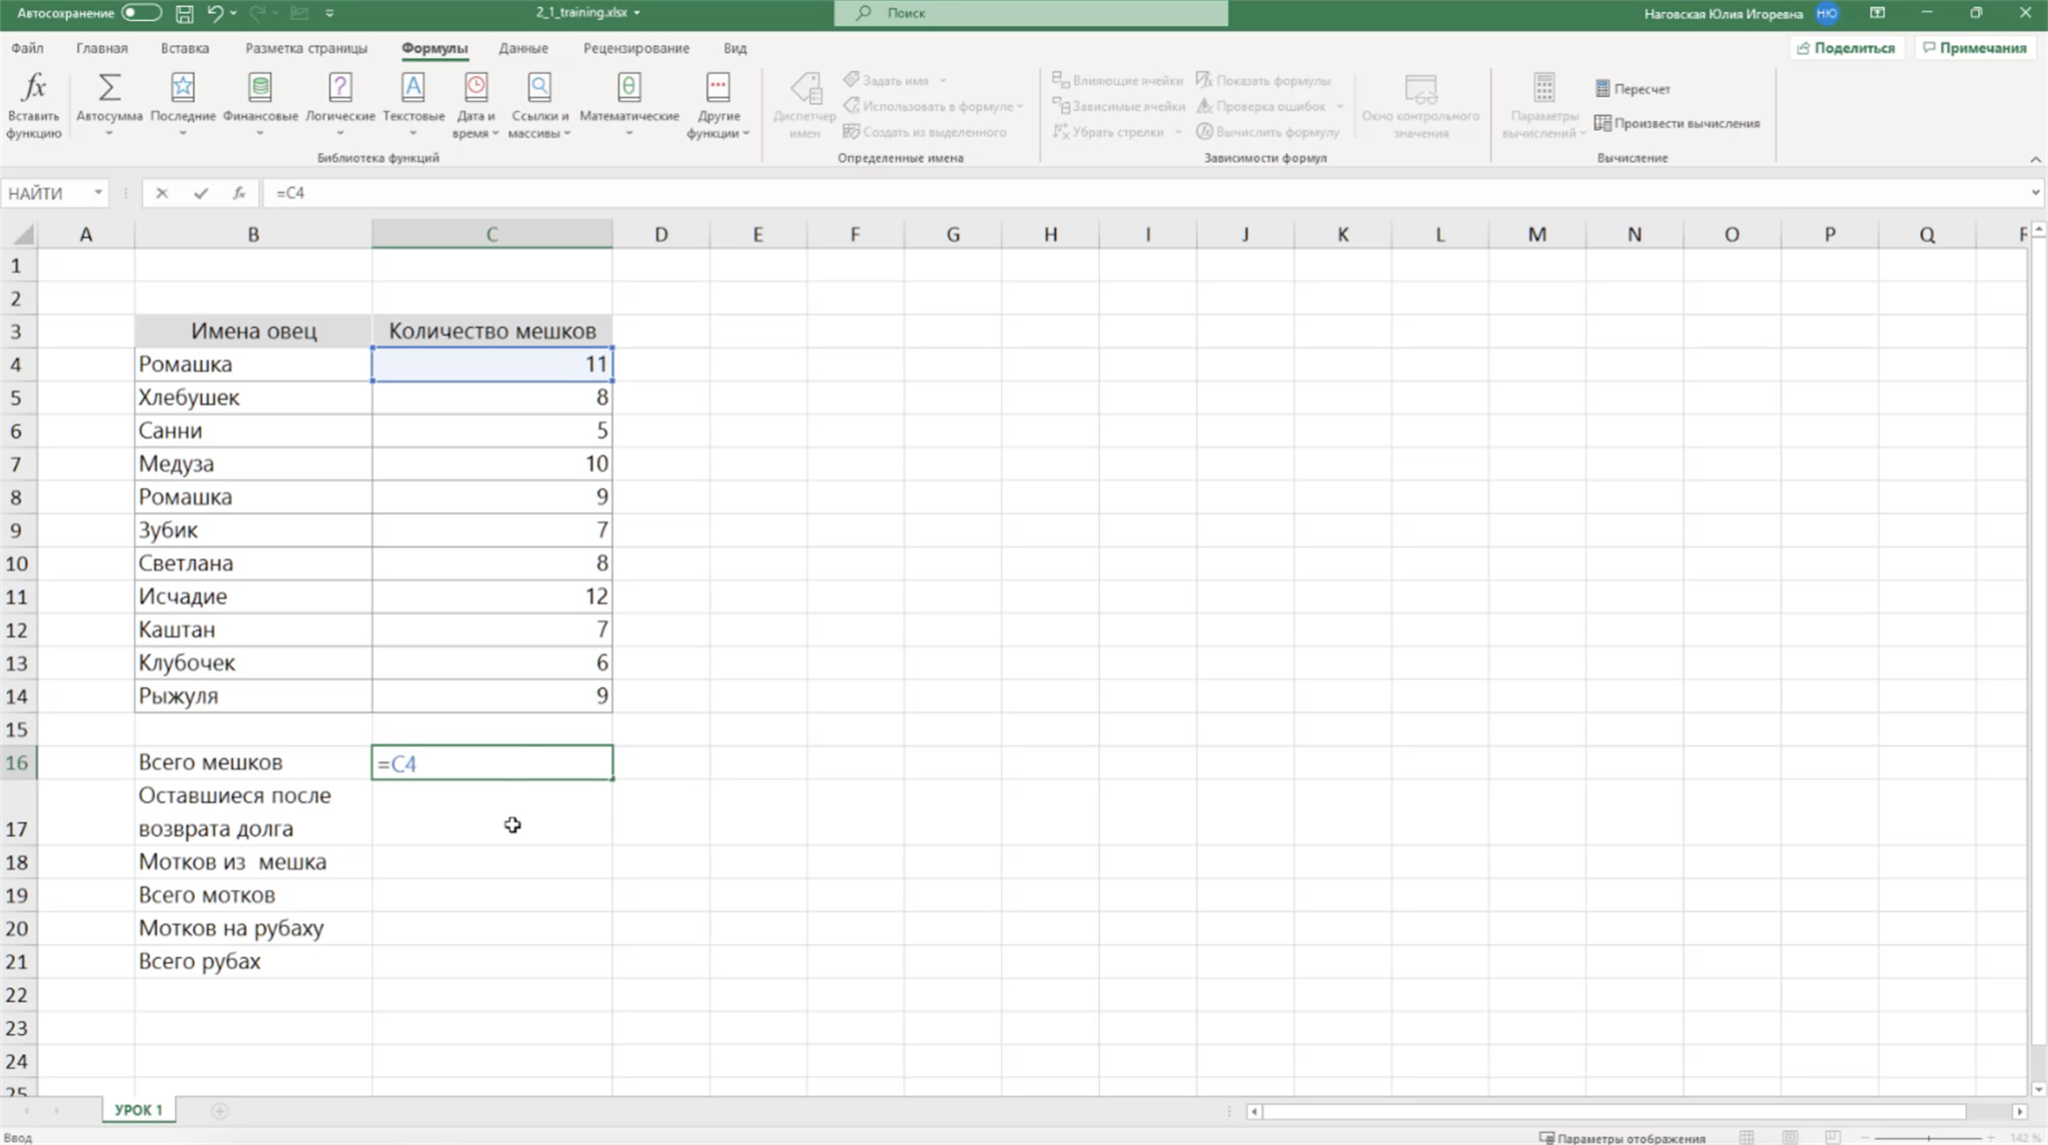 Автосохранение 2_1_training.xlsx Поиск Наговская Юлия Игоревна НЮ
Файл Главная Вставка Разметка страницы Формулы Данные Рецензирование Вид Поделиться Примечания
Вставить функцию Автосумма Последние Финансовые Логические Текстовые Дата и время Ссылки и массивы Математические Другие функции
Библиотека функций
Диспетчер имен
Задать имя
Использовать в формуле
Создать из выделенного
Определенные имена
Влияющие ячейки
Зависимые ячейки
Убрать стрелки
Показать формулы
Проверка ошибок
Вычислить формулу
Зависимости формул
Окно контрольного значения
Параметры вычислений
Пересчет
Произвести вычисления
Вычисление
НАЙТИ fx =C4
A B C D E F G H I J K L M N O P Q
1
2
3 Имена овец Количество мешков
4 Ромашка 11
5 Хлебушек 8
6 Санни 5
7 Медуза 10
8 Ромашка 9
9 Зубик 7
10 Светлана 8
11 Исчадие 12
12 Каштан 7
13 Клубочек 6
14 Рыжуля 9
15
16 Всего мешков =C4
Оставшиеся после
17 возврата долга
18 Мотков из мешка
19 Всего мотков
20 Мотков на рубаху
21 Всего рубах
22
23
24
25
УРОК 1
Ввод Параметры отображения 142 %